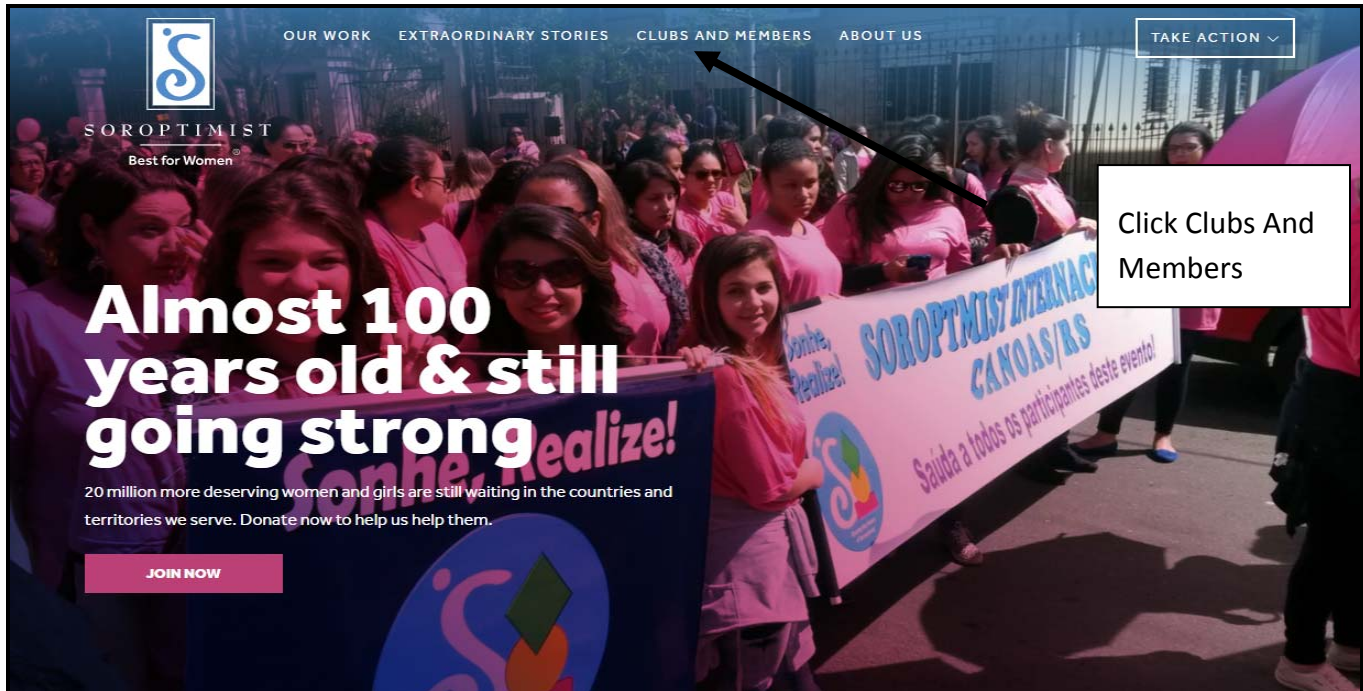 OUR WORK EXTRAORDINARY STORIES CLUBS AND MEMBERS ABOUT US
TAKE ACTION
SOROPTIMIST
Best for Women®
Click Clubs And
Members
Almost 100
years old & still
going strong
20 million more deserving women and girls are still waiting in the countries and
territories we serve. Donate now to help us help them.
JOIN NOW
Sonhe, Realize!
Sonhe,
Realize!
SOROPTMIST INTERNAC
CANOAS/RS
Saúda a todos os participantes deste evento!